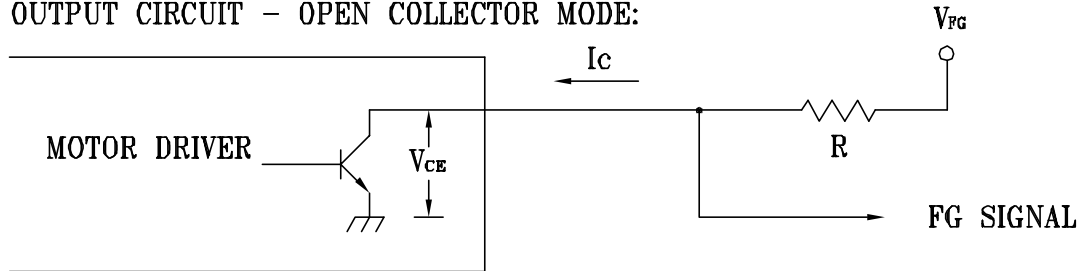 OUTPUT CIRCUIT – OPEN COLLECTOR MODE:
VFG
Ic
MOTOR DRIVER
VCE
R
FG SIGNAL